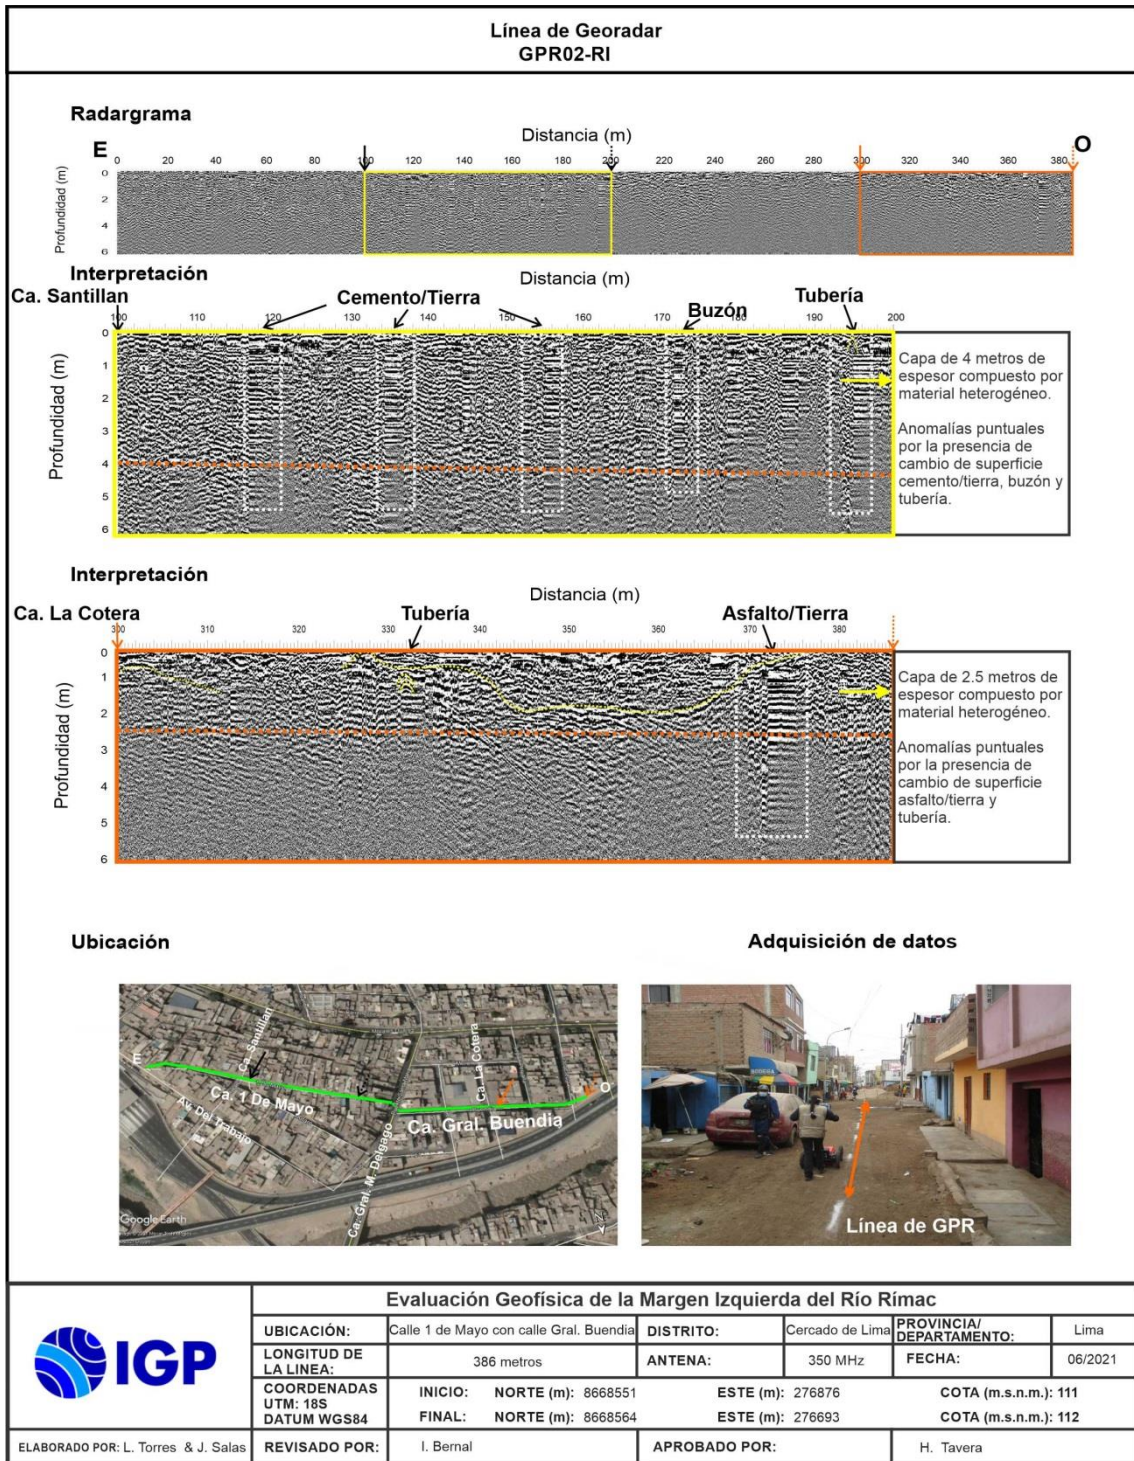 Línea de Georadar
GPR02-RI
Radargrama
Distancia (m)
E
O
0 20 40 60 80 100 120 140 160 180 200 220 240 260 280 300 320 340 360 380
Profundidad (m)
0
2
4
6
Interpretación
Distancia (m)
Ca. Santillan
Cemento/Tierra
Buzón
Tubería
100 110 120 130 140 150 160 170 180 190 200
Profundidad (m)
0
1
2
3
4
5
6
Capa de 4 metros de
espesor compuesto por
material heterogéneo.
Anomalías puntuales
por la presencia de
cambio de superficie
cemento/tierra, buzón y
tubería.
Interpretación
Distancia (m)
Ca. La Cotera
Tubería
Asfalto/Tierra
300 310 320 330 340 350 360 370 380
Profundidad (m)
0
1
2
3
4
5
6
Capa de 2.5 metros de
espesor compuesto por
material heterogéneo.
Anomalías puntuales
por la presencia de
cambio de superficie
asfalto/tierra y
tubería.
Ubicación
Adquisición de datos
E
Ca. Santillan
Ca. 1 De Mayo
Av. Del Trabajo
Ca. Gral. M. Delgago
Ca. La Cotera
Ca. Gral. Buendia
O
Google Earth
N
BODEGA
Línea de GPR
IGP
Evaluación Geofísica de la Margen Izquierda del Río Rímac
UBICACIÓN: Calle 1 de Mayo con calle Gral. Buendia DISTRITO: Cercado de Lima PROVINCIA/ DEPARTAMENTO: Lima
LONGITUD DE LA LINEA: 386 metros ANTENA: 350 MHz FECHA: 06/2021
COORDENADAS UTM: 18S DATUM WGS84
INICIO: NORTE (m): 8668551 ESTE (m): 276876 COTA (m.s.n.m.): 111
FINAL: NORTE (m): 8668564 ESTE (m): 276693 COTA (m.s.n.m.): 112
ELABORADO POR: L. Torres & J. Salas REVISADO POR: I. Bernal APROBADO POR: H. Tavera